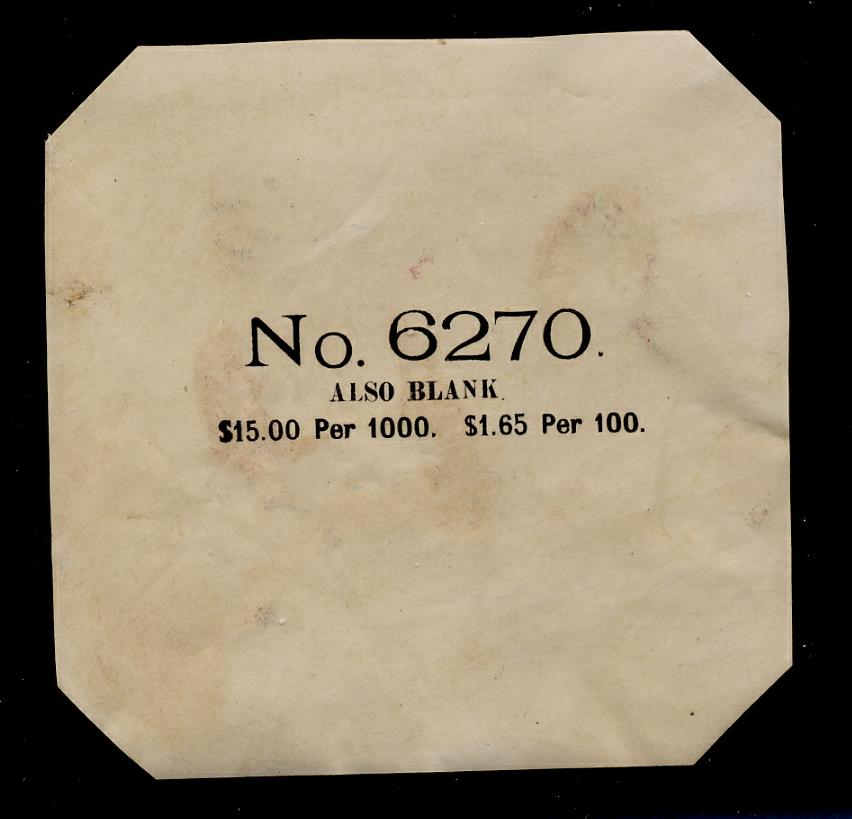 No. 6270.
ALSO BLANK.
$15.00 Per 1000. $1.65 Per 100.